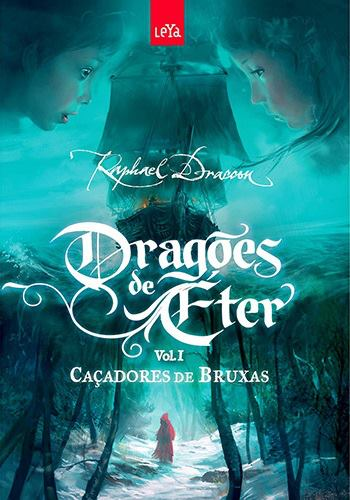 LeYa
Raphael Draccon
Dragões
de Éter
VOL. I
CAÇADORES DE BRUXAS